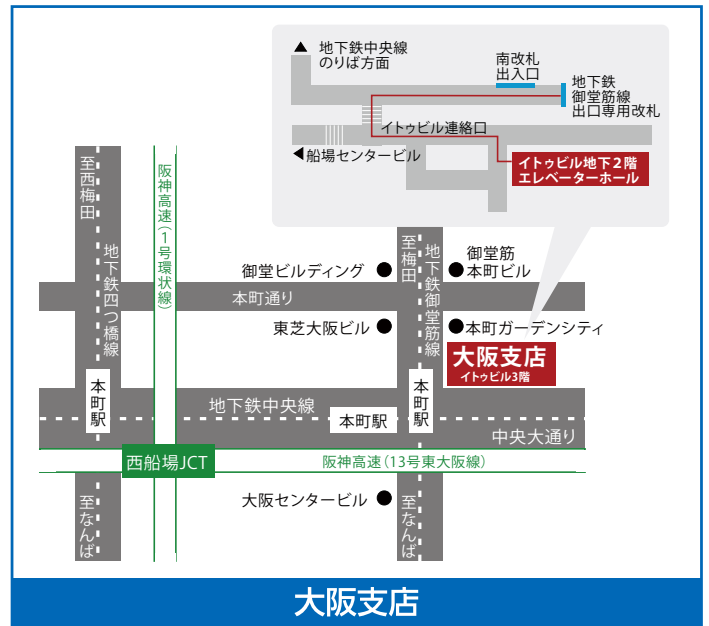 ▲ 地下鉄中央線
のりば方面
南改札
出入口
地下鉄
御堂筋線
出口専用改札
イトゥビル連絡口
◀船場センタービル
イトゥビル地下2階
エレベーターホール
至西梅田
地下鉄四つ橋線
阪神高速(1号環状線)
至梅田
地下鉄御堂筋線
御堂筋
本町ビル
御堂ビルディング
本町通り
東芝大阪ビル
本町ガーデンシティ
大阪支店
イトゥビル3階
本町駅
地下鉄中央線
本町駅
本町駅
中央大通り
西船場JCT
阪神高速(13号東大阪線)
大阪センタービル
至なんば
至なんば
大阪支店